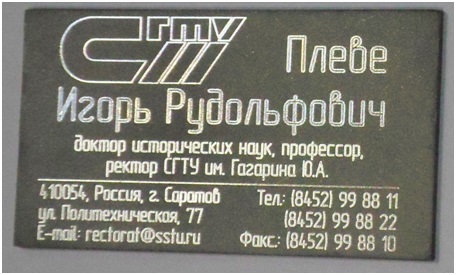 СГТУ Плеве
Игорь Рудольфович
доктор исторических наук, профессор,
ректор СГТУ им. Гагарина Ю.А.
410054, Россия, г. Саратов Тел.: (8452) 99 88 11
ул. Политехническая, 77 (8452) 99 88 22
E-mail: rectorat@sstu.ru Факс.: (8452) 99 88 10